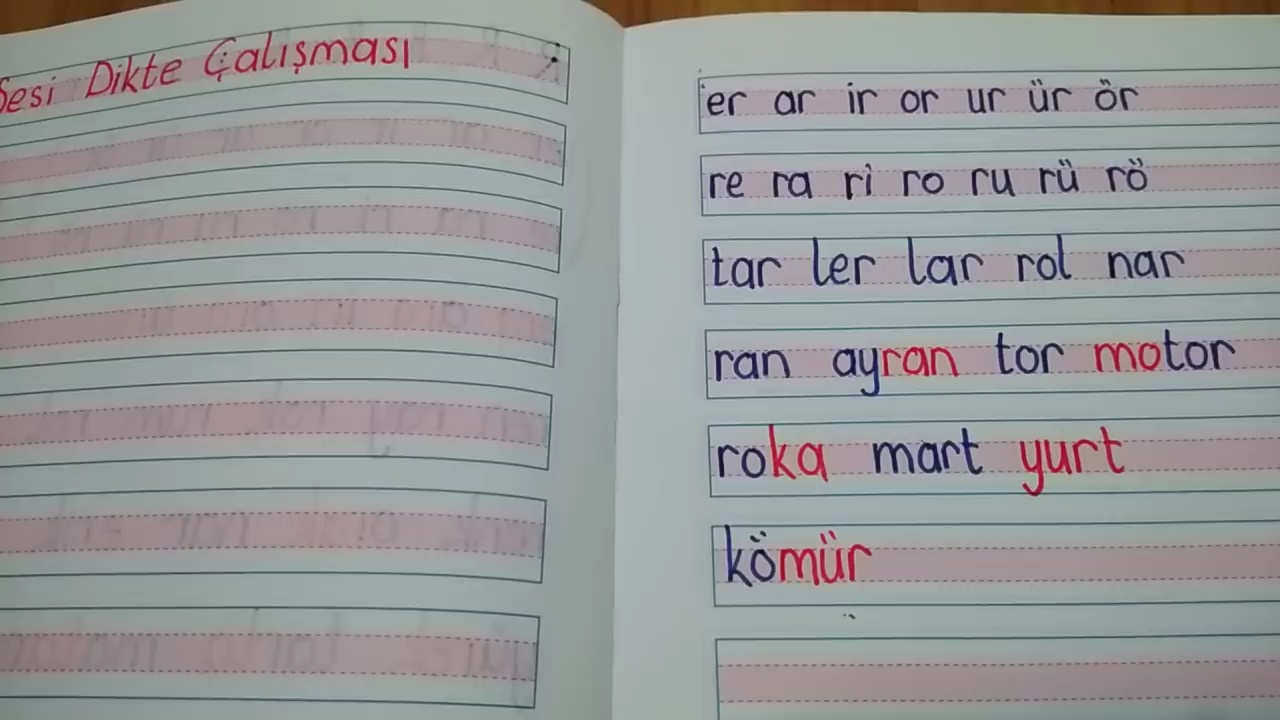 Sesi Dikte Çalışması
er ar ir or ur ür ör
re ra ri ro ru rü rö
tar ler lar rol nar
ran ayran tor motor
roka mart yurt
kömür